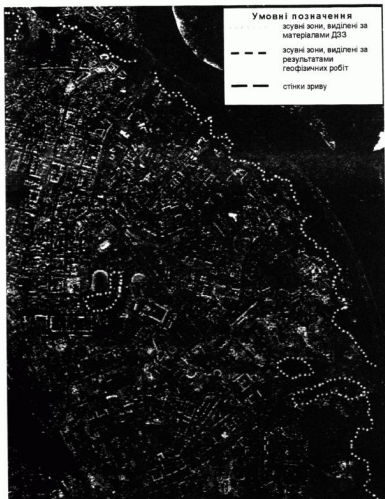 Умовні позначення
зсувні зони, виділені за
матеріалами ДЗЗ
зсувні зони, виділені за
результатами
геофізичних робіт
стінки зриву